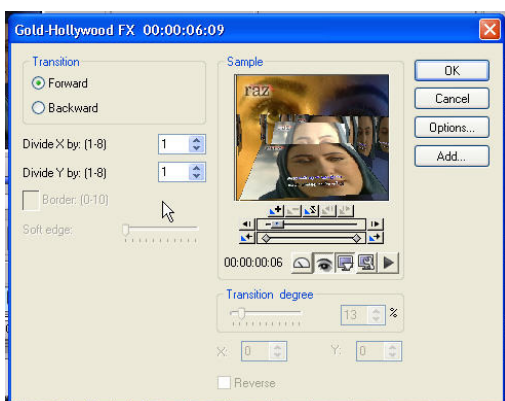 Gold-Hollywood FX 00:00:06:09
Transition
Forward
Backward
Divide X by: (1-8) 1
Divide Y by: (1-8) 1
Border: (0-10)
Soft edge:
Sample
raz
00:00:00:06
Transition degree
13 %
X: 0 Y: 0
Reverse
OK
Cancel
Options...
Add...